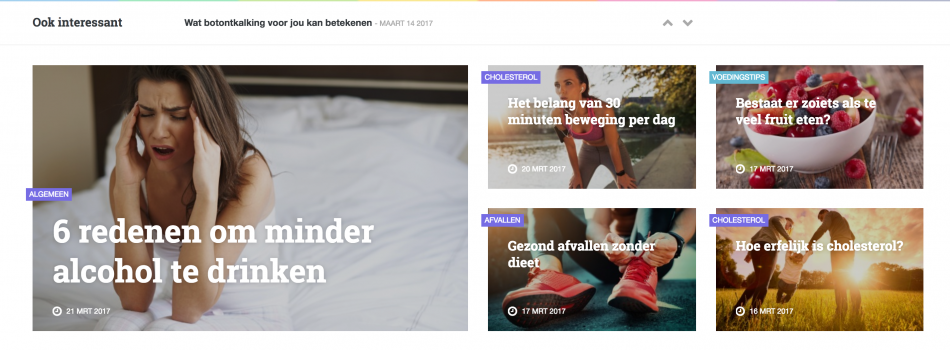 Ook interessant
Wat botontkalking voor jou kan betekenen - MAART 14 2017
ALGEMEEN
6 redenen om minder
alcohol te drinken
21 MRT 2017
CHOLESTEROL
Het belang van 30
minuten beweging per dag
20 MRT 2017
VOEDINGSTIPS
Bestaat er zoiets als te
veel fruit eten?
17 MRT 2017
AFVALLEN
Gezond afvallen zonder
dieet
17 MRT 2017
CHOLESTEROL
Hoe erfelijk is cholesterol?
16 MRT 2017